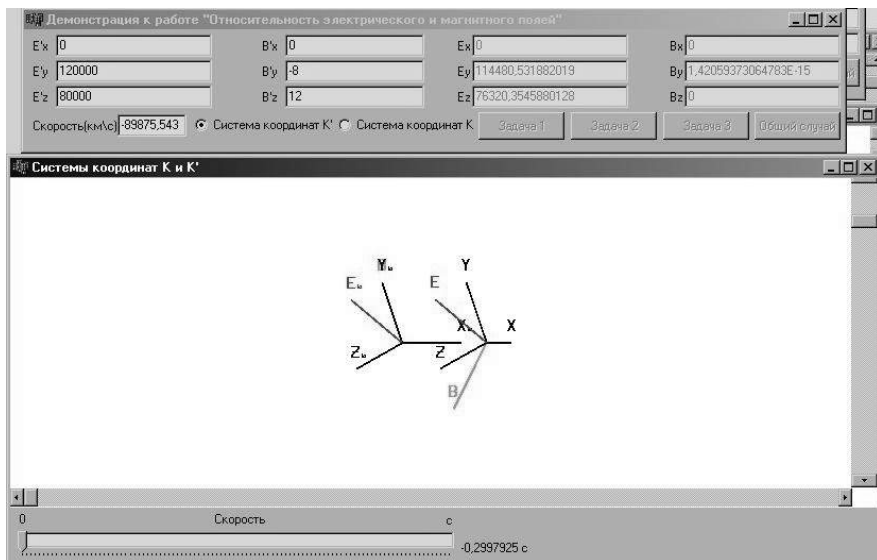 Демонстрация к работе "Относительность электрического и магнитного полей"
E'x 0 B'x 0 Ex 0 Bx 0
E'y 120000 B'y -8 Ey 114480,531882019 By 1,42059373064783E-15
E'z 80000 B'z 12 Ez 76320,3545880128 Bz 0
Скорость(км\с) -89875,543 Система координат K' Система координат K Задача 1 Задача 2 Задача 3 Общий случай
Системы координат K и K'
Y Y
E E
X X
Z Z
B
0 Скорость c
-0,2997925 c